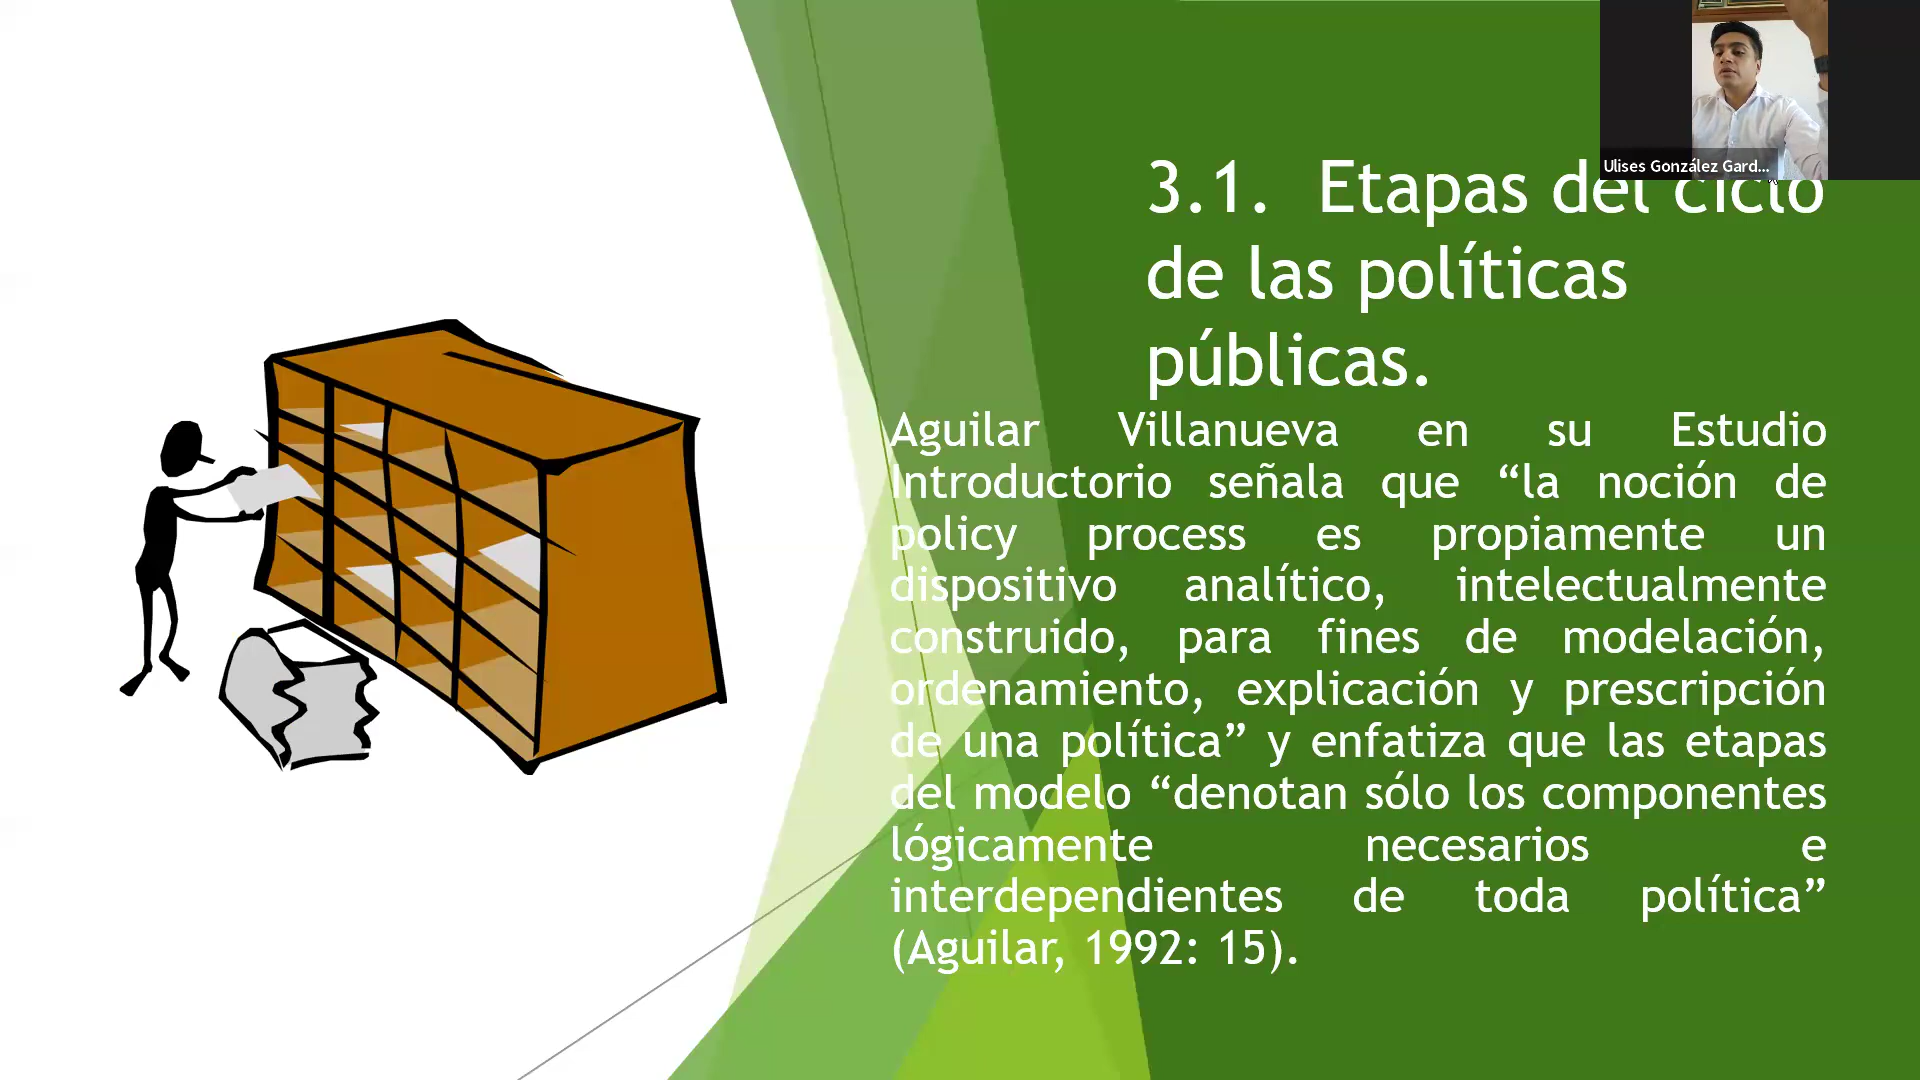 Ulises González Gard...
3.1. Etapas del ciclo
de las políticas
públicas.
Aguilar Villanueva en su Estudio
Introductorio señala que “la noción de
policy process es propiamente un
dispositivo analítico, intelectualmente
construido, para fines de modelación,
ordenamiento, explicación y prescripción
de una política” y enfatiza que las etapas
del modelo “denotan sólo los componentes
lógicamente necesarios e
interdependientes de toda política”
(Aguilar, 1992: 15).